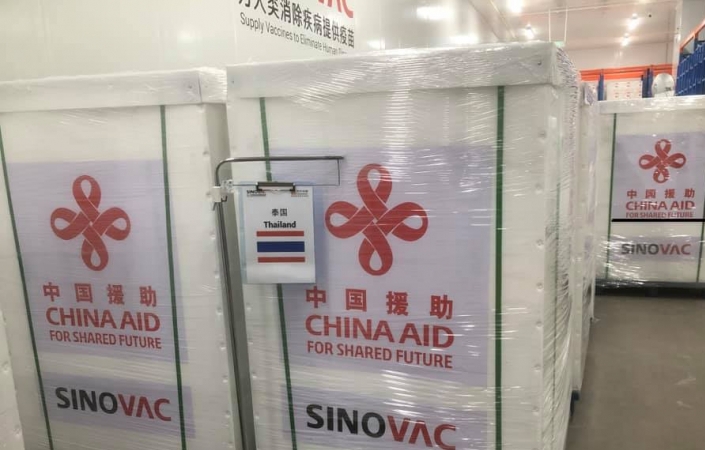 SINOVAC
为人类消除疾病提供疫苗
Supply Vaccines to Eliminate Human
中国援助
CHINA AID
FOR SHARED FUTURE
SINOVAC
泰国
Thailand
中国援助
CHINA AID
FOR SHARED FUTURE
SINOVAC
中国援助
CHINA AID
FOR SHARED FUTURE
SINOVAC